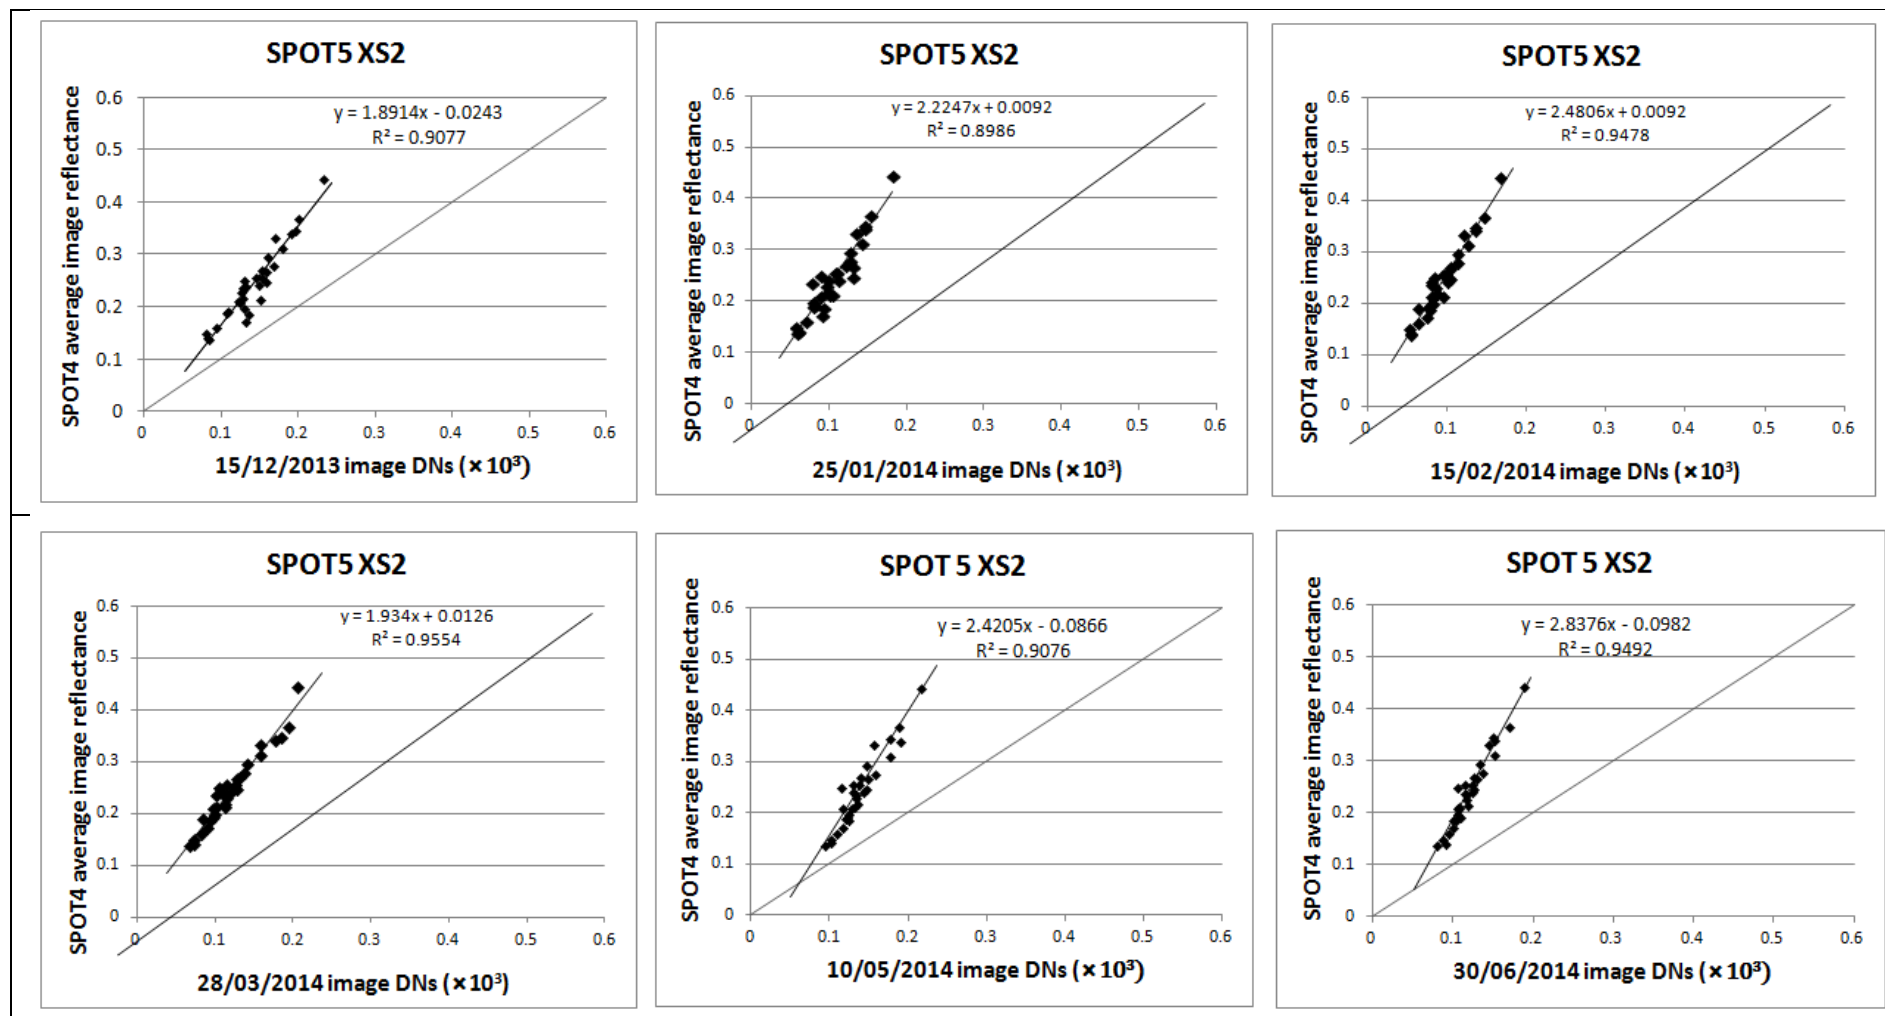 SPOT5 XS2
SPOT4 average image reflectance
y = 1.8914x - 0.0243
R² = 0.9077
0.6
0.5
0.4
0.3
0.2
0.1
0
0 0.1 0.2 0.3 0.4 0.5 0.6
15/12/2013 image DNs (×10³)
SPOT5 XS2
SPOT4 average image reflectance
y = 2.2247x + 0.0092
R² = 0.8986
0.6
0.5
0.4
0.3
0.2
0.1
0
0 0.1 0.2 0.3 0.4 0.5 0.6
25/01/2014 image DNs (×10³)
SPOT5 XS2
SPOT4 average image reflectance
y = 2.4806x + 0.0092
R² = 0.9478
0.6
0.5
0.4
0.3
0.2
0.1
0
0 0.1 0.2 0.3 0.4 0.5 0.6
15/02/2014 image DNs (×10³)
SPOT5 XS2
SPOT4 average image reflectance
y = 1.934x + 0.0126
R² = 0.9554
0.6
0.5
0.4
0.3
0.2
0.1
0
0 0.1 0.2 0.3 0.4 0.5 0.6
28/03/2014 image DNs (×10³)
SPOT 5 XS2
SPOT4 average image reflectance
y = 2.4205x - 0.0866
R² = 0.9076
0.6
0.5
0.4
0.3
0.2
0.1
0
0 0.1 0.2 0.3 0.4 0.5 0.6
10/05/2014 image DNs (×10³)
SPOT 5 XS2
SPOT4 average image reflectance
y = 2.8376x - 0.0982
R² = 0.9492
0.6
0.5
0.4
0.3
0.2
0.1
0
0 0.1 0.2 0.3 0.4 0.5 0.6
30/06/2014 image DNs (×10³)